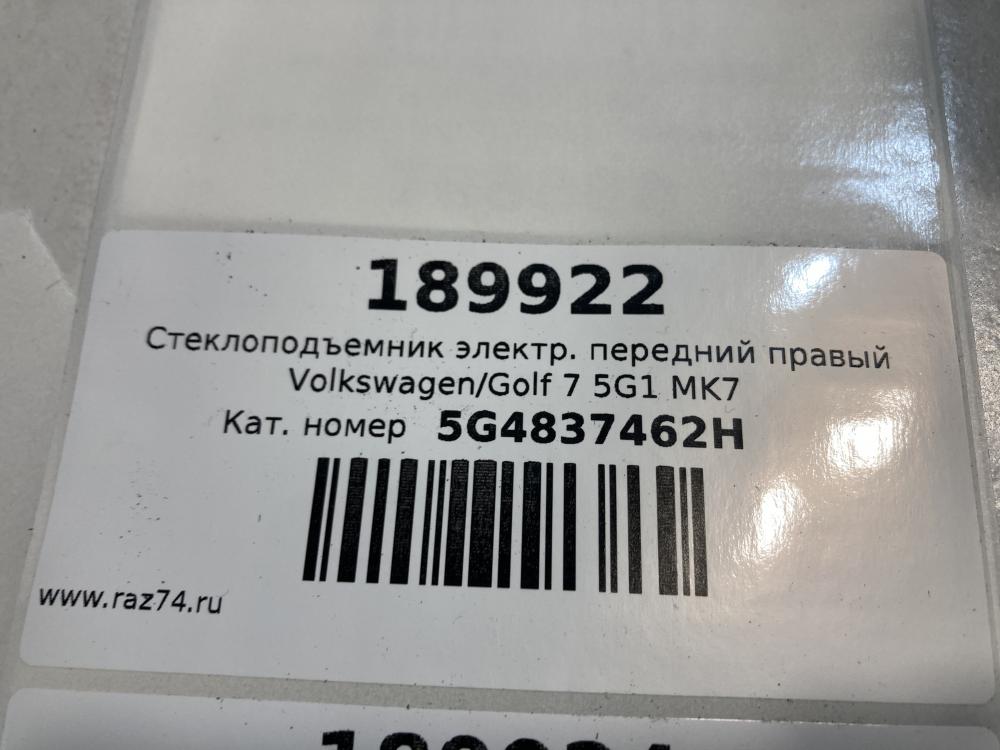 189922
Стеклоподъемник электр. передний правый
Volkswagen/Golf 7 5G1 MK7
Кат. номер 5G4837462H
www.raz74.ru